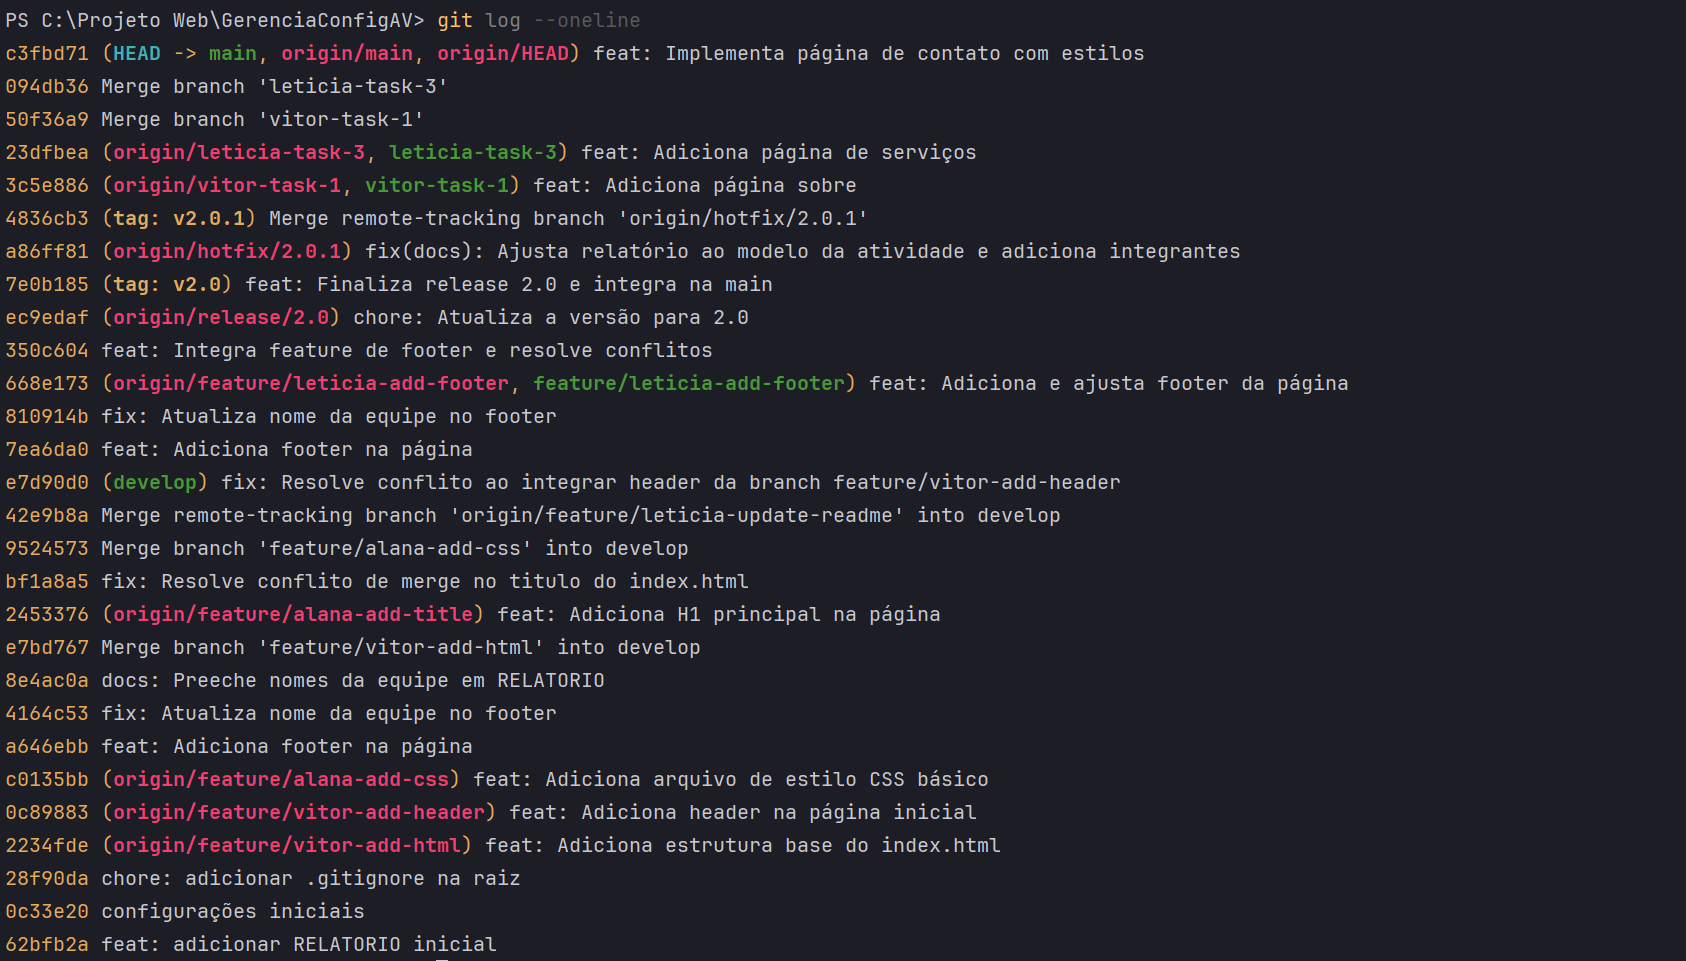 PS C:\Projeto Web\GerenciaConfigAV> git log --oneline
c3fbd71 (HEAD -> main, origin/main, origin/HEAD) feat: Implementa página de contato com estilos
094db36 Merge branch 'leticia-task-3'
50f36a9 Merge branch 'vitor-task-1'
23dfbea (origin/leticia-task-3, leticia-task-3) feat: Adiciona página de serviços
3c5e886 (origin/vitor-task-1, vitor-task-1) feat: Adiciona página sobre
4836cb3 (tag: v2.0.1) Merge remote-tracking branch 'origin/hotfix/2.0.1'
a86ff81 (origin/hotfix/2.0.1) fix(docs): Ajusta relatório ao modelo da atividade e adiciona integrantes
7e0b185 (tag: v2.0) feat: Finaliza release 2.0 e integra na main
ec9edaf (origin/release/2.0) chore: Atualiza a versão para 2.0
350c604 feat: Integra feature de footer e resolve conflitos
668e173 (origin/feature/leticia-add-footer, feature/leticia-add-footer) feat: Adiciona e ajusta footer da página
810914b fix: Atualiza nome da equipe no footer
7ea6da0 feat: Adiciona footer na página
e7d90d0 (develop) fix: Resolve conflito ao integrar header da branch feature/vitor-add-header
42e9b8a Merge remote-tracking branch 'origin/feature/leticia-update-readme' into develop
9524573 Merge branch 'feature/alana-add-css' into develop
bf1a8a5 fix: Resolve conflito de merge no titulo do index.html
2453376 (origin/feature/alana-add-title) feat: Adiciona H1 principal na página
e7bd767 Merge branch 'feature/vitor-add-html' into develop
8e4ac0a docs: Preeche nomes da equipe em RELATORIO
4164c53 fix: Atualiza nome da equipe no footer
a646ebb feat: Adiciona footer na página
c0135bb (origin/feature/alana-add-css) feat: Adiciona arquivo de estilo CSS básico
0c89883 (origin/feature/vitor-add-header) feat: Adiciona header na página inicial
2234fde (origin/feature/vitor-add-html) feat: Adiciona estrutura base do index.html
28f90da chore: adicionar .gitignore na raiz
0c33e20 configurações iniciais
62bfb2a feat: adicionar RELATORIO inicial